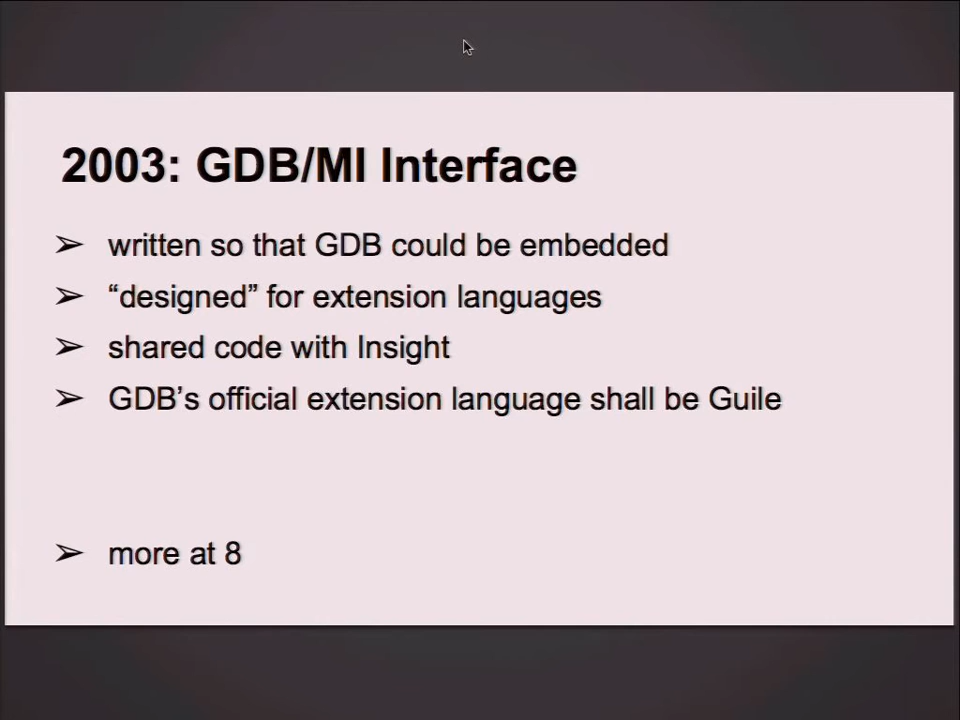 2003: GDB/MI Interface
➢ written so that GDB could be embedded
➢ “designed” for extension languages
➢ shared code with Insight
➢ GDB’s official extension language shall be Guile
➢ more at 8